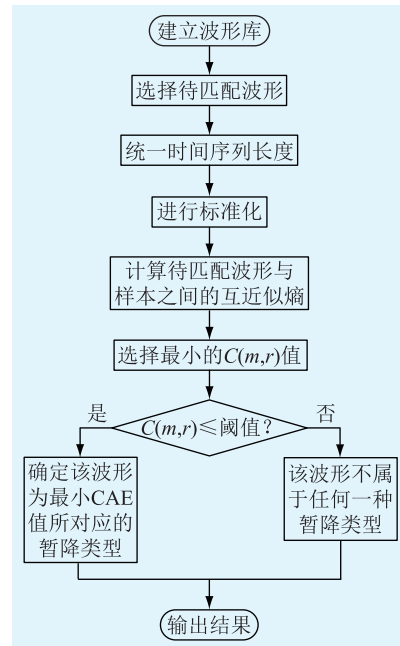 建立波形库
选择待匹配波形
统一时间序列长度
进行标准化
计算待匹配波形与
样本之间的互近似熵
选择最小的C(m,r)值
C(m,r)≤阈值?
是
否
确定该波形
为最小CAE
值所对应的
暂降类型
该波形不属
于任何一种
暂降类型
输出结果